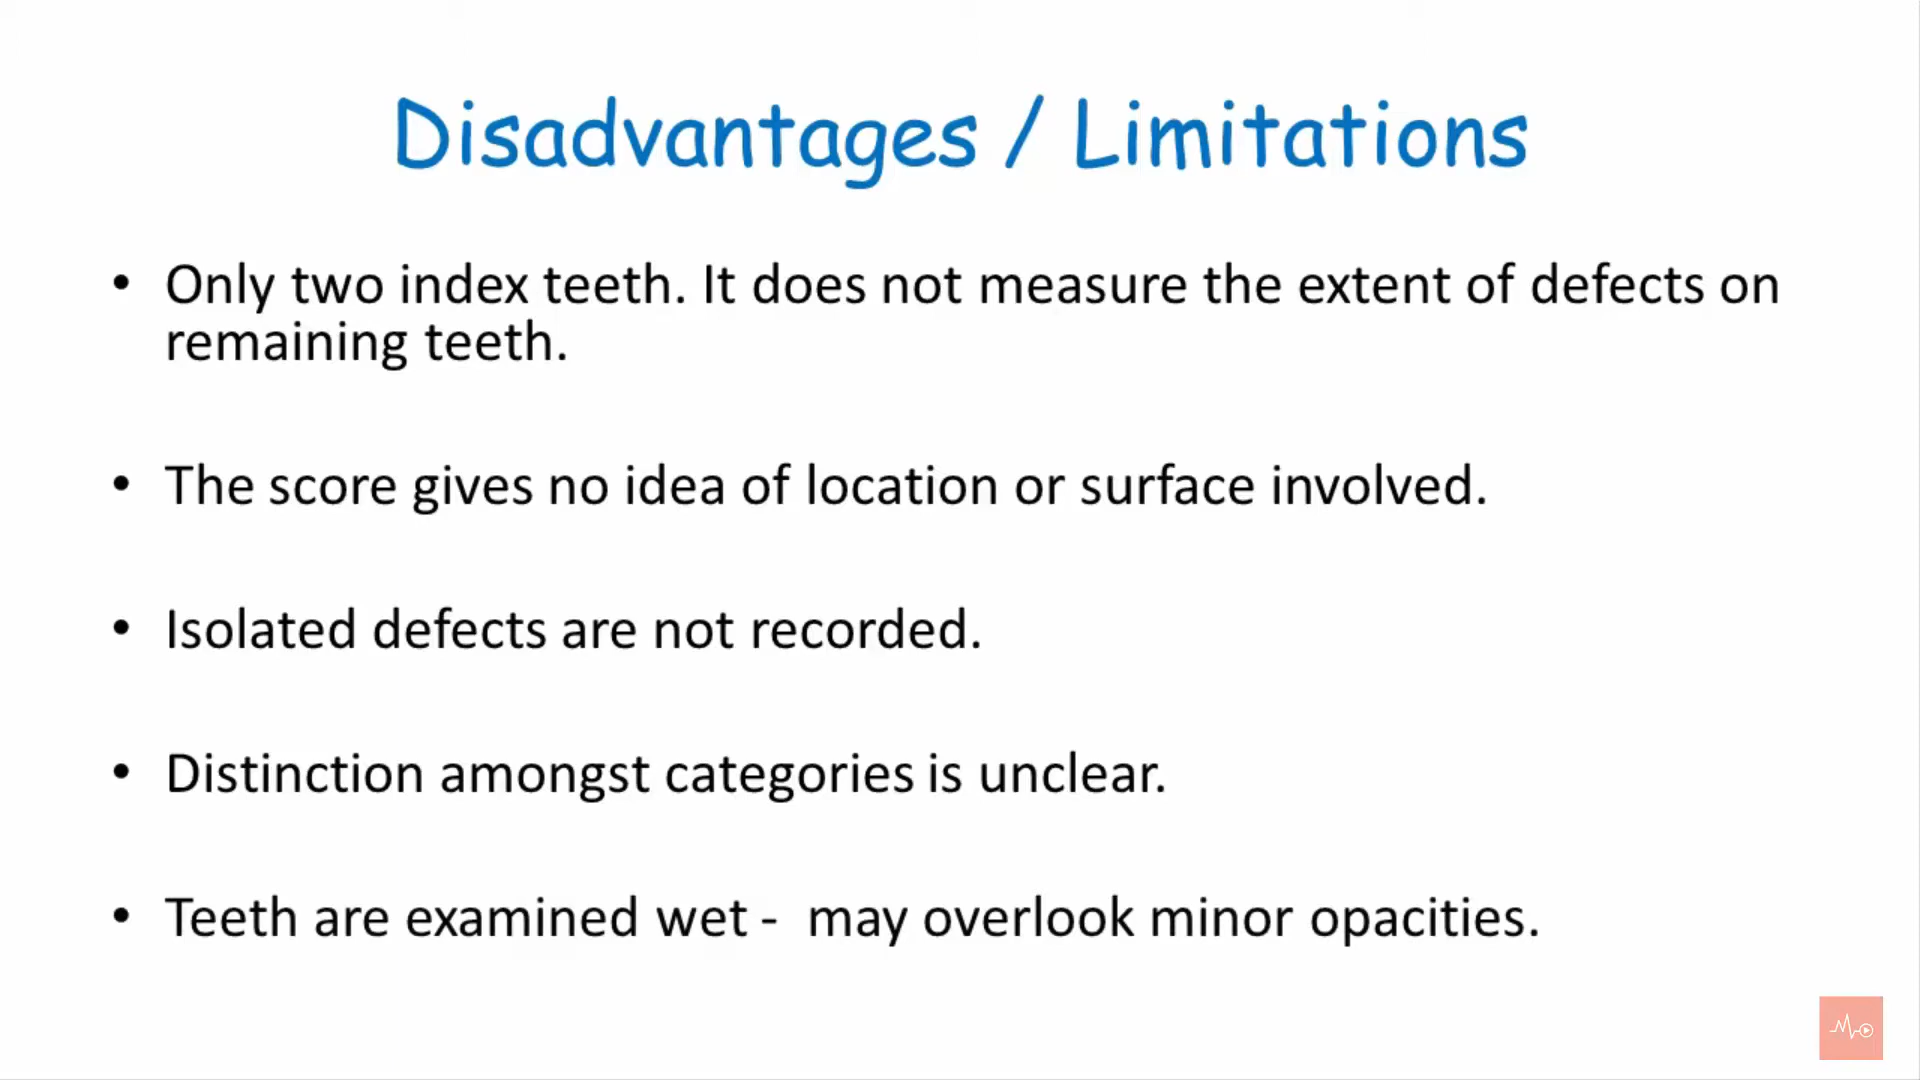 Disadvantages / Limitations
• Only two index teeth. It does not measure the extent of defects on
remaining teeth.
• The score gives no idea of location or surface involved.
• Isolated defects are not recorded.
• Distinction amongst categories is unclear.
• Teeth are examined wet -  may overlook minor opacities.